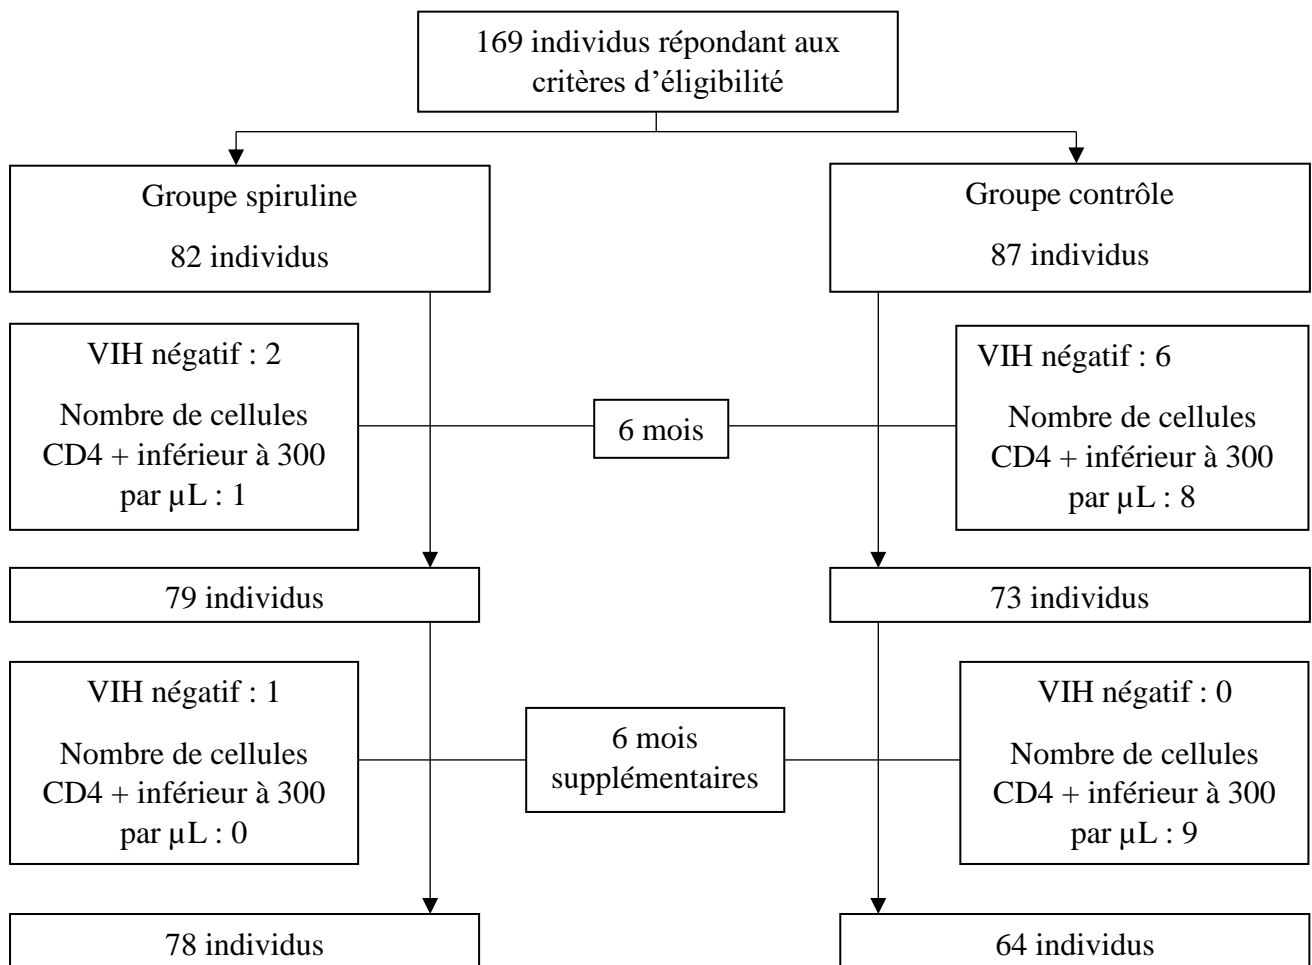 169 individus répondant aux
critères d’éligibilité
Groupe spiruline
82 individus
Groupe contrôle
87 individus
VIH négatif : 2
Nombre de cellules
CD4 + inférieur à 300
par µL : 1
6 mois
VIH négatif : 6
Nombre de cellules
CD4 + inférieur à 300
par µL : 8
79 individus
73 individus
VIH négatif : 1
Nombre de cellules
CD4 + inférieur à 300
par µL : 0
6 mois
supplémentaires
VIH négatif : 0
Nombre de cellules
CD4 + inférieur à 300
par µL : 9
78 individus
64 individus